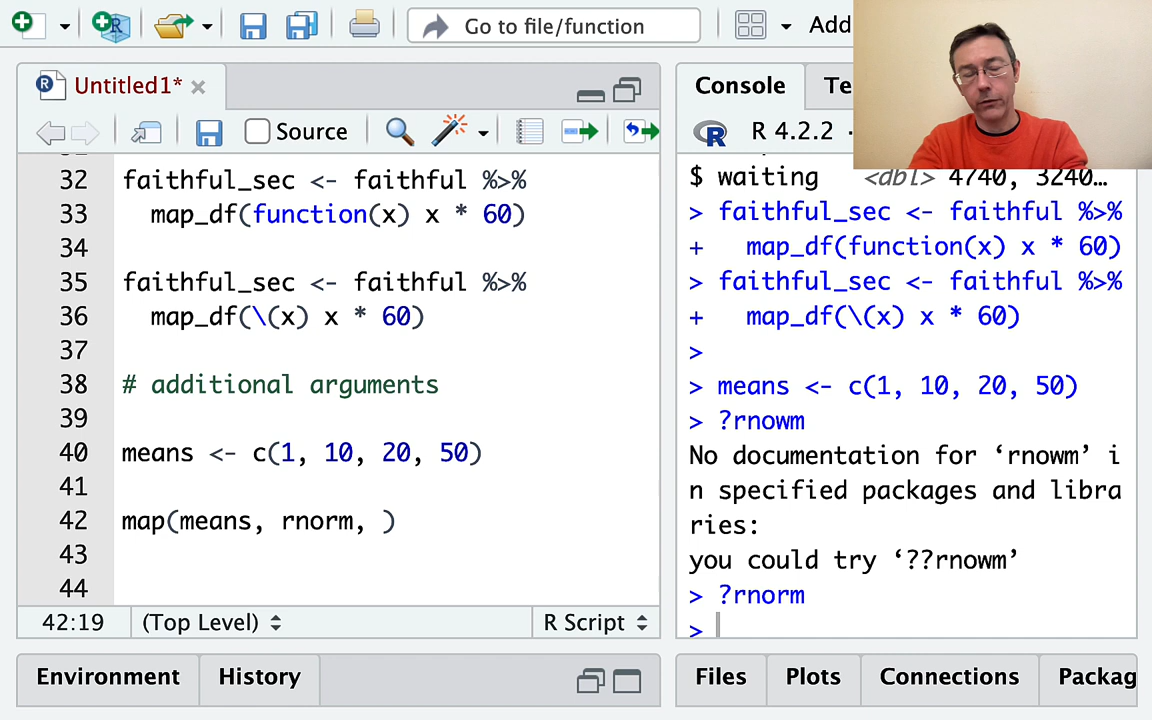 Go to file/function
Add
Untitled1*
Source
32 faithful_sec <- faithful %>%
33 map_df(function(x) x * 60)
34
35 faithful_sec <- faithful %>%
36 map_df(\(x) x * 60)
37
38 # additional arguments
39
40 means <- c(1, 10, 20, 50)
41
42 map(means, rnorm, )
43
44
42:19 (Top Level) R Script
Environment History
Console Te
R 4.2.2 ·
$ waiting <dbl> 4740, 3240…
> faithful_sec <- faithful %>%
+ map_df(function(x) x * 60)
> faithful_sec <- faithful %>%
+ map_df(\(x) x * 60)
>
> means <- c(1, 10, 20, 50)
> ?rnowm
No documentation for ‘rnowm’ i
n specified packages and libra
ries:
you could try ‘??rnowm’
> ?rnorm
>
Files Plots Connections Packag